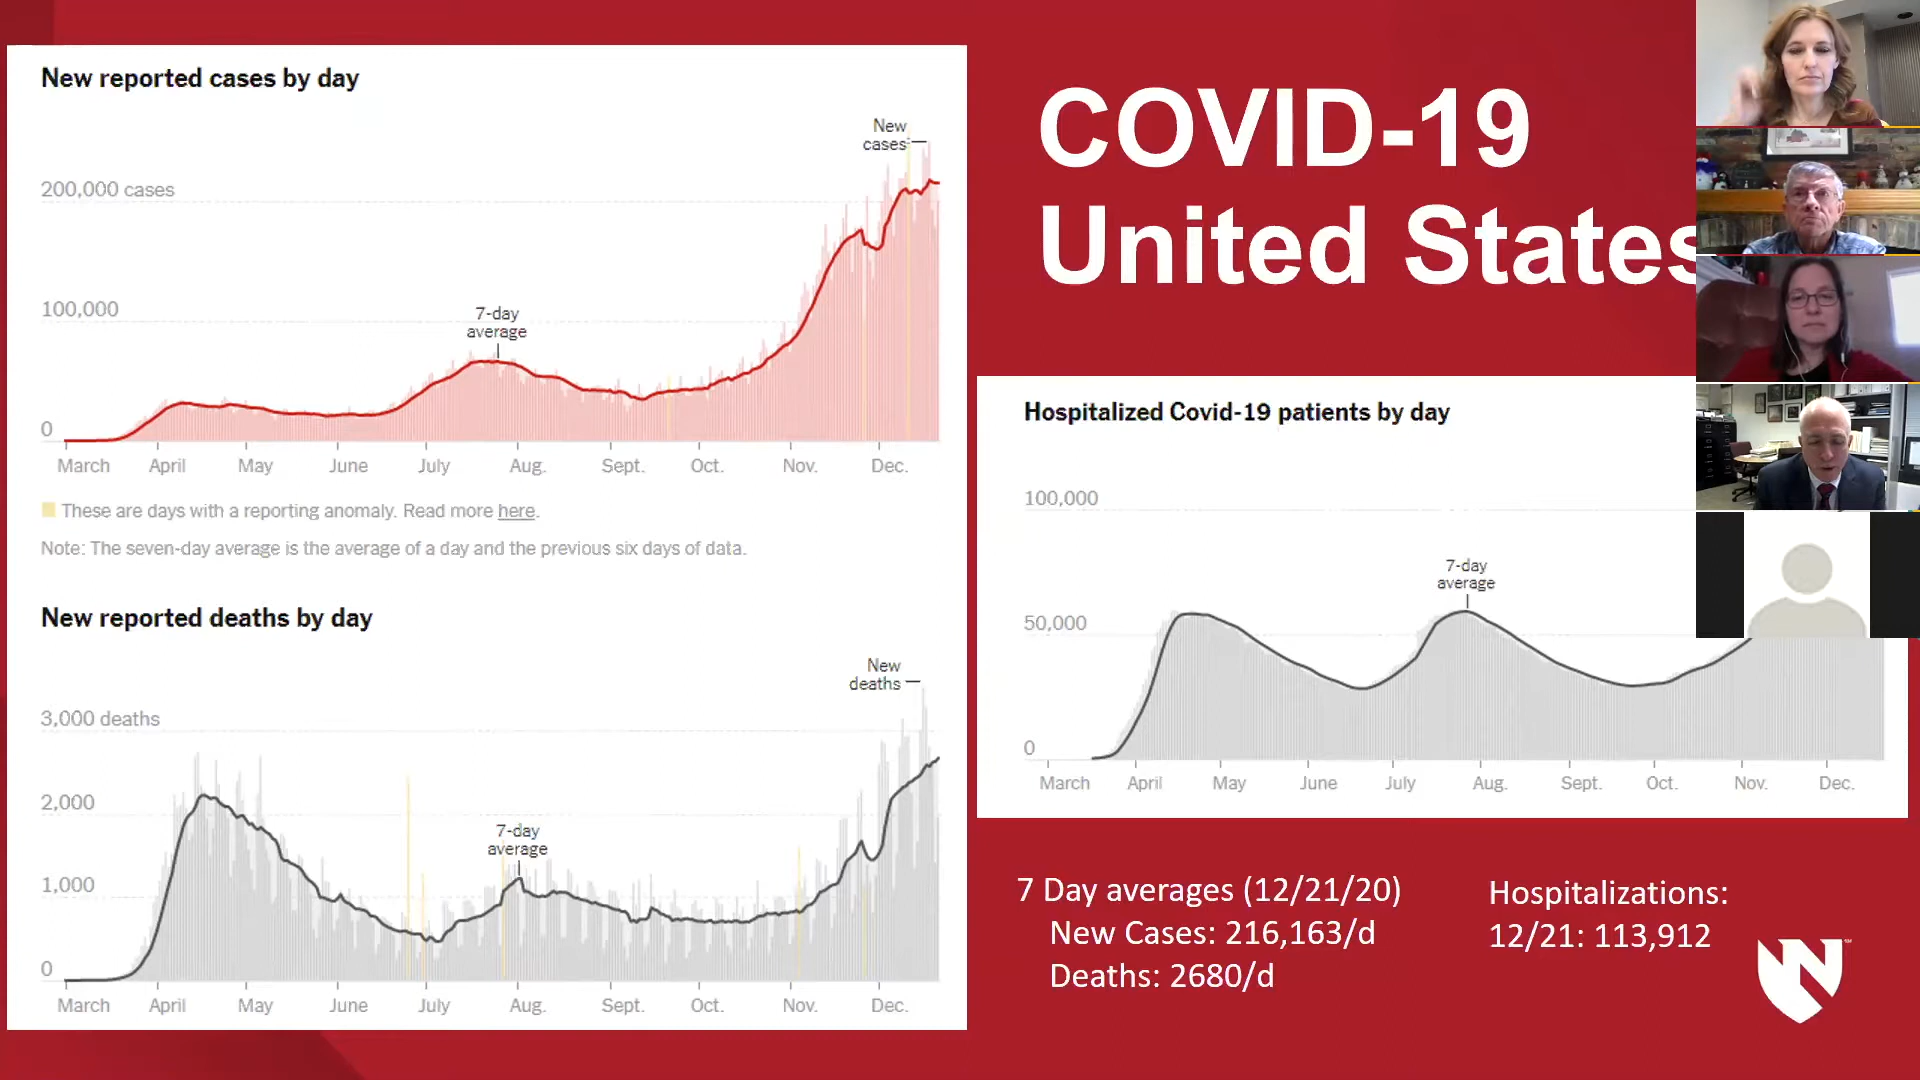 New reported cases by day
New
cases
200,000 cases
100,000
7-day
average
0
March April May June July Aug. Sept. Oct. Nov. Dec.
These are days with a reporting anomaly. Read more here.
Note: The seven-day average is the average of a day and the previous six days of data.
New reported deaths by day
New
deaths
3,000 deaths
2,000
7-day
average
1,000
0
March April May June July Aug. Sept. Oct. Nov. Dec.
COVID-19
United States
Hospitalized Covid-19 patients by day
100,000
7-day
average
50,000
0
March April May June July Aug. Sept. Oct. Nov. Dec.
7 Day averages (12/21/20)
New Cases: 216,163/d
Deaths: 2680/d
Hospitalizations:
12/21: 113,912
N